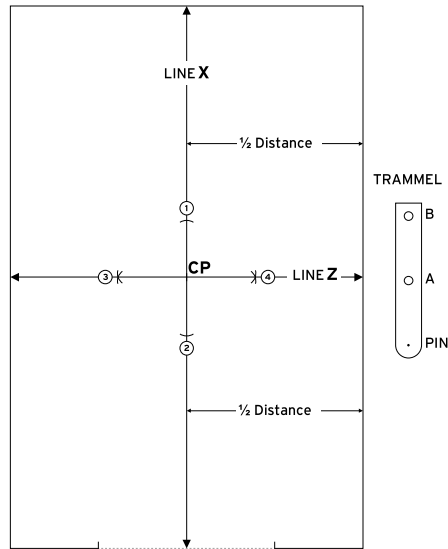 LINE X
½ Distance
TRAMMEL
B
1
CP
3
4
LINE Z
A
2
PIN
½ Distance